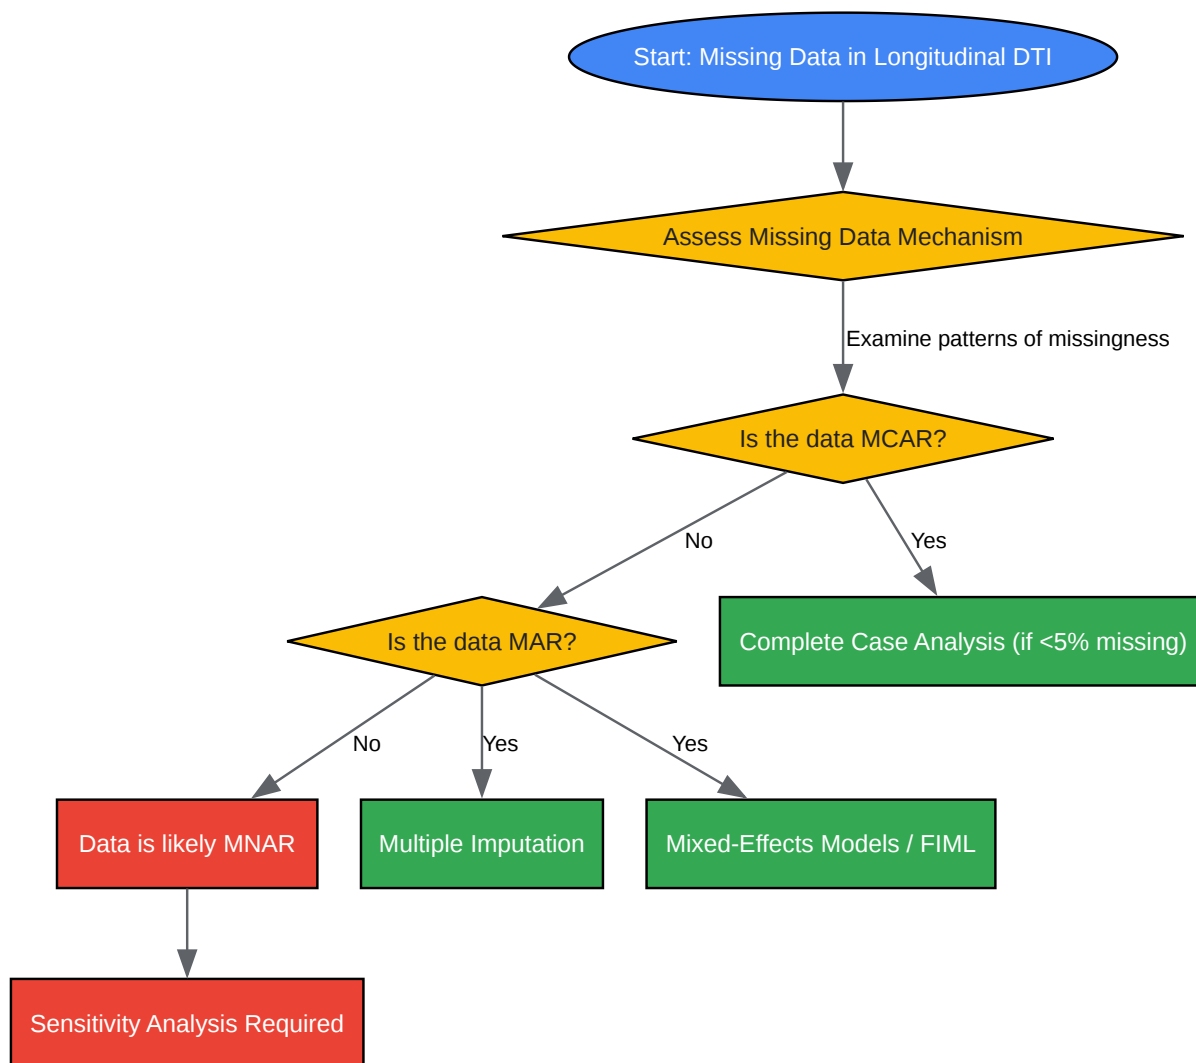 Start: Missing Data in Longitudinal DTI
Assess Missing Data Mechanism
Examine patterns of missingness
Is the data MCAR?
No
Yes
Is the data MAR?
Complete Case Analysis (if <5% missing)
No
Yes
Yes
Data is likely MNAR
Multiple Imputation
Mixed-Effects Models / FIML
Sensitivity Analysis Required